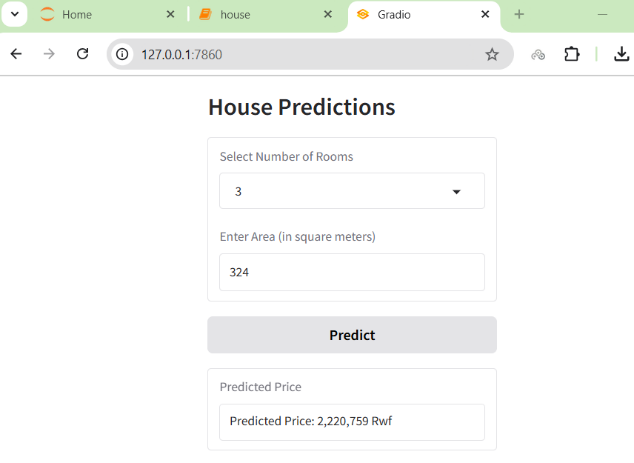 Home
house
Gradio
127.0.0.1:7860
House Predictions
Select Number of Rooms
3
Enter Area (in square meters)
324
Predict
Predicted Price
Predicted Price: 2,220,759 Rwf